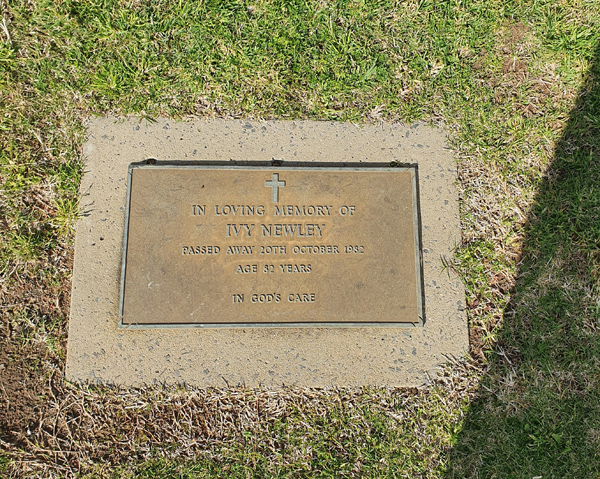 IN LOVING MEMORY OF
IVY NEWLEY
PASSED AWAY 20TH OCTOBER 1982
AGE 82 YEARS
IN GOD'S CARE